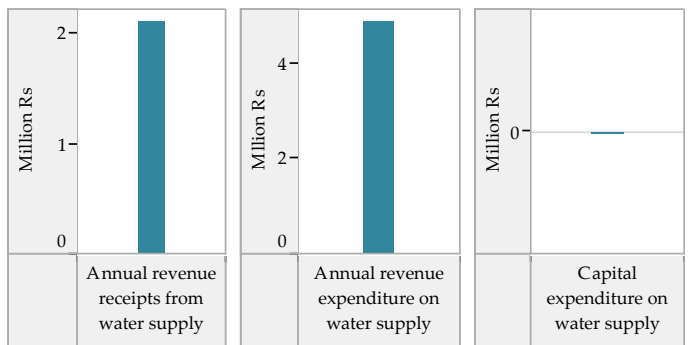 Million Rs
2
1
0
Annual revenue
receipts from
water supply
Mllion Rs
4
2
0
Annual revenue
expenditure on
water supply
Million Rs
0
Capital
expenditure on
water supply